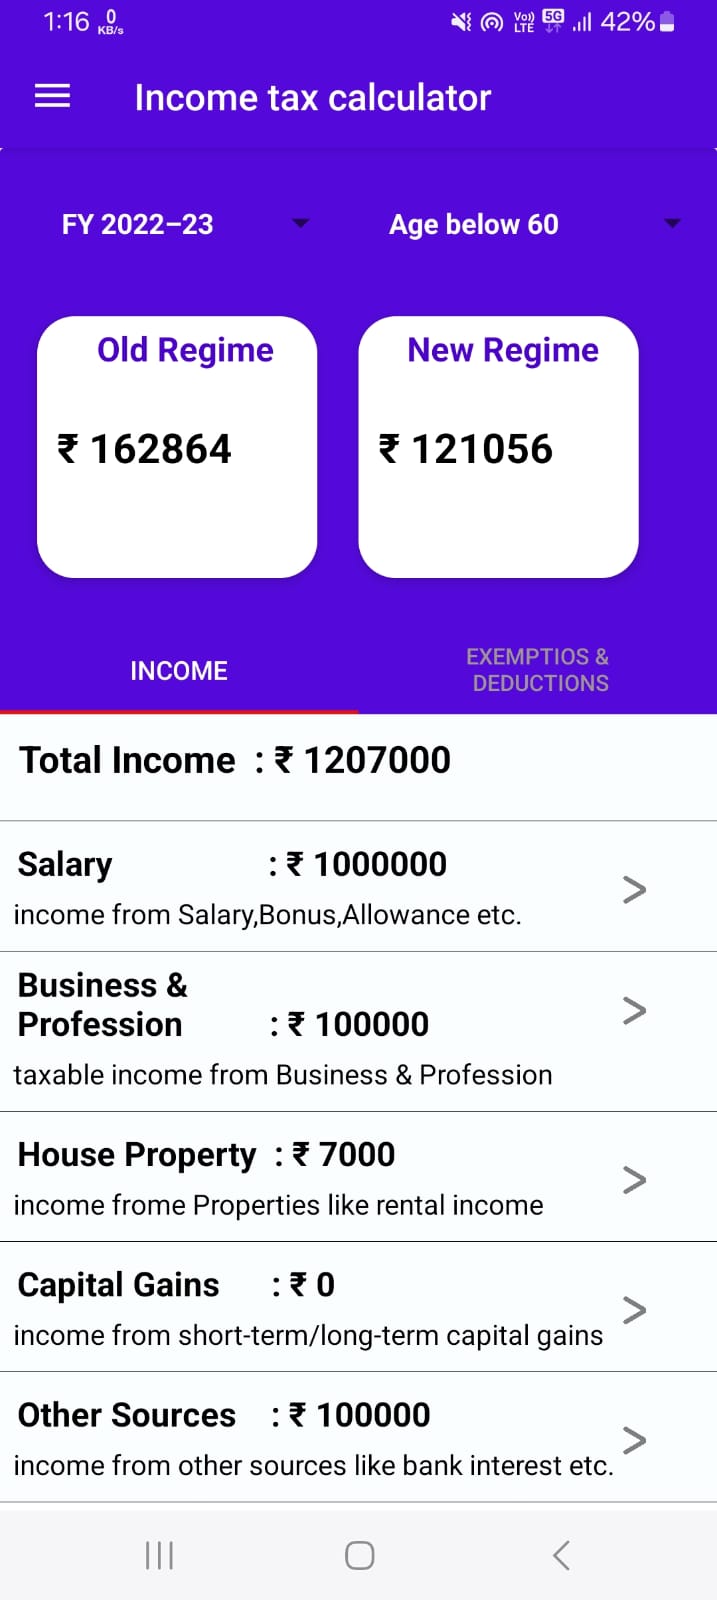 1:16 0 KB/s Vo)) LTE 5G 42%
Income tax calculator
FY 2022–23 Age below 60
Old Regime New Regime
₹ 162864 ₹ 121056
INCOME EXEMPTIOS &
DEDUCTIONS
Total Income : ₹ 1207000
Salary : ₹ 1000000
income from Salary,Bonus,Allowance etc.
Business &
Profession : ₹ 100000
taxable income from Business & Profession
House Property : ₹ 7000
income frome Properties like rental income
Capital Gains : ₹ 0
income from short-term/long-term capital gains
Other Sources : ₹ 100000
income from other sources like bank interest etc.